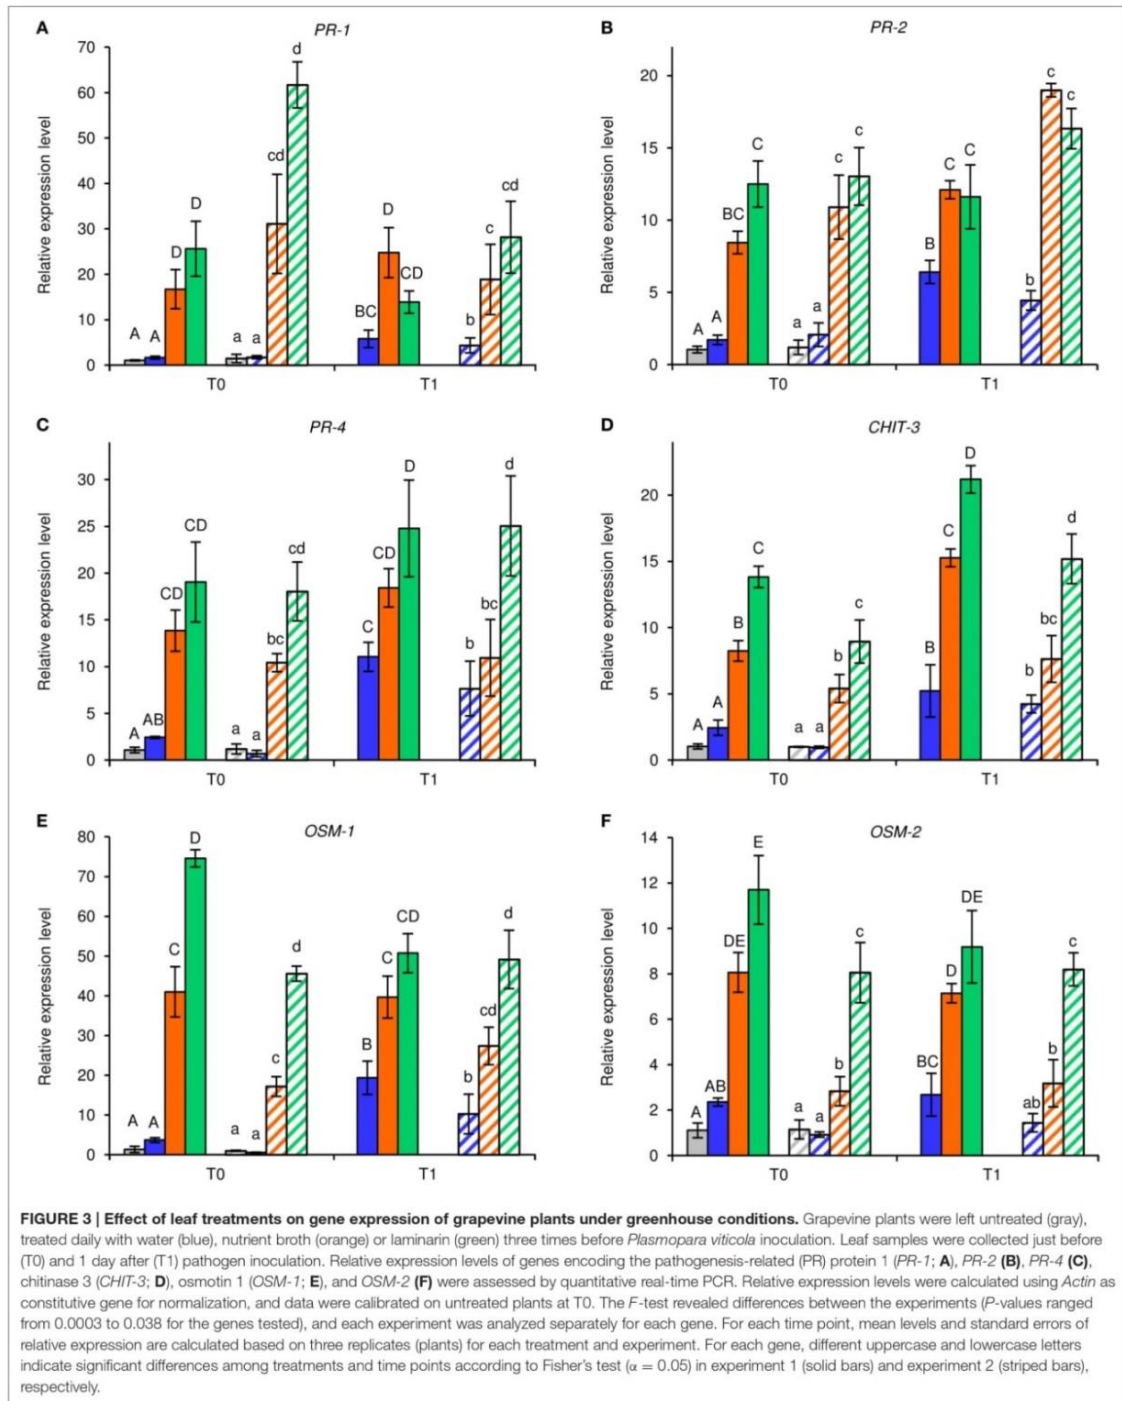 A
PR-1
70
60
50
40
30
20
10
0
Relative expression level
A A D D
a a cd d
BC D CD
b c cd
T0 T1
B
PR-2
20
15
10
5
0
Relative expression level
A A BC C
a a c c
B C C
b c c
T0 T1
C
PR-4
30
25
20
15
10
5
0
Relative expression level
A AB CD CD
a a bc cd
C CD D
b bc d
T0 T1
D
CHIT-3
20
15
10
5
0
Relative expression level
A A B C
a a b c
B C D
b bc d
T0 T1
E
OSM-1
80
70
60
50
40
30
20
10
0
Relative expression level
A A C D
a a c d
B C CD
b cd d
T0 T1
F
OSM-2
14
12
10
8
6
4
2
0
Relative expression level
A AB DE E
a a b c
BC D DE
ab b c
T0 T1
FIGURE 3 | Effect of leaf treatments on gene expression of grapevine plants under greenhouse conditions. Grapevine plants were left untreated (gray),
treated daily with water (blue), nutrient broth (orange) or laminarin (green) three times before Plasmopara viticola inoculation. Leaf samples were collected just before
(T0) and 1 day after (T1) pathogen inoculation. Relative expression levels of genes encoding the pathogenesis-related (PR) protein 1 (PR-1; A), PR-2 (B), PR-4 (C),
chitinase 3 (CHIT-3; D), osmotin 1 (OSM-1; E), and OSM-2 (F) were assessed by quantitative real-time PCR. Relative expression levels were calculated using Actin as
constitutive gene for normalization, and data were calibrated on untreated plants at T0. The F-test revealed differences between the experiments (P-values ranged
from 0.0003 to 0.038 for the genes tested), and each experiment was analyzed separately for each gene. For each time point, mean levels and standard errors of
relative expression are calculated based on three replicates (plants) for each treatment and experiment. For each gene, different uppercase and lowercase letters
indicate significant differences among treatments and time points according to Fisher's test (α = 0.05) in experiment 1 (solid bars) and experiment 2 (striped bars),
respectively.